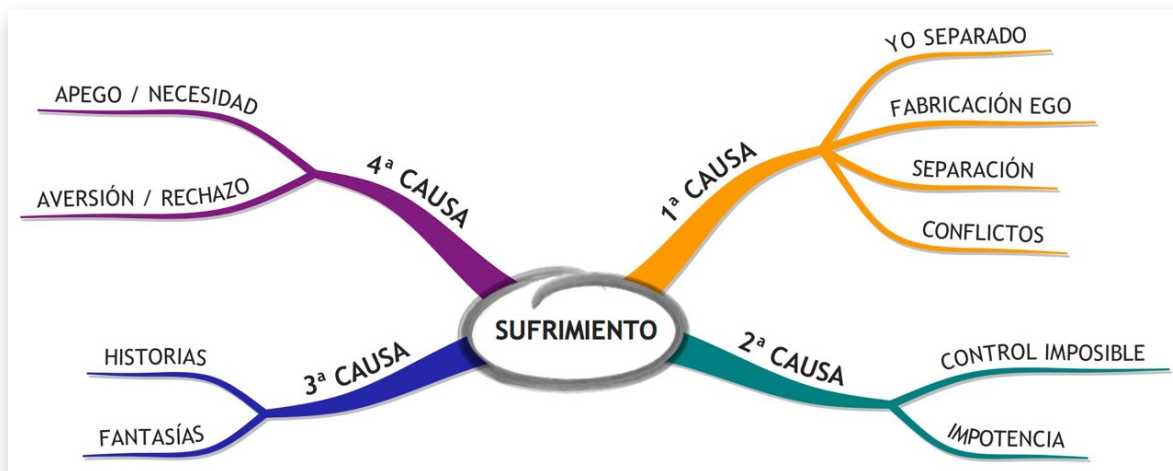 SUFRIMIENTO
1ª CAUSA
YO SEPARADO
FABRICACIÓN EGO
SEPARACIÓN
CONFLICTOS
2ª CAUSA
CONTROL IMPOSIBLE
IMPOTENCIA
3ª CAUSA
HISTORIAS
FANTASÍAS
4ª CAUSA
APEGO / NECESIDAD
AVERSIÓN / RECHAZO